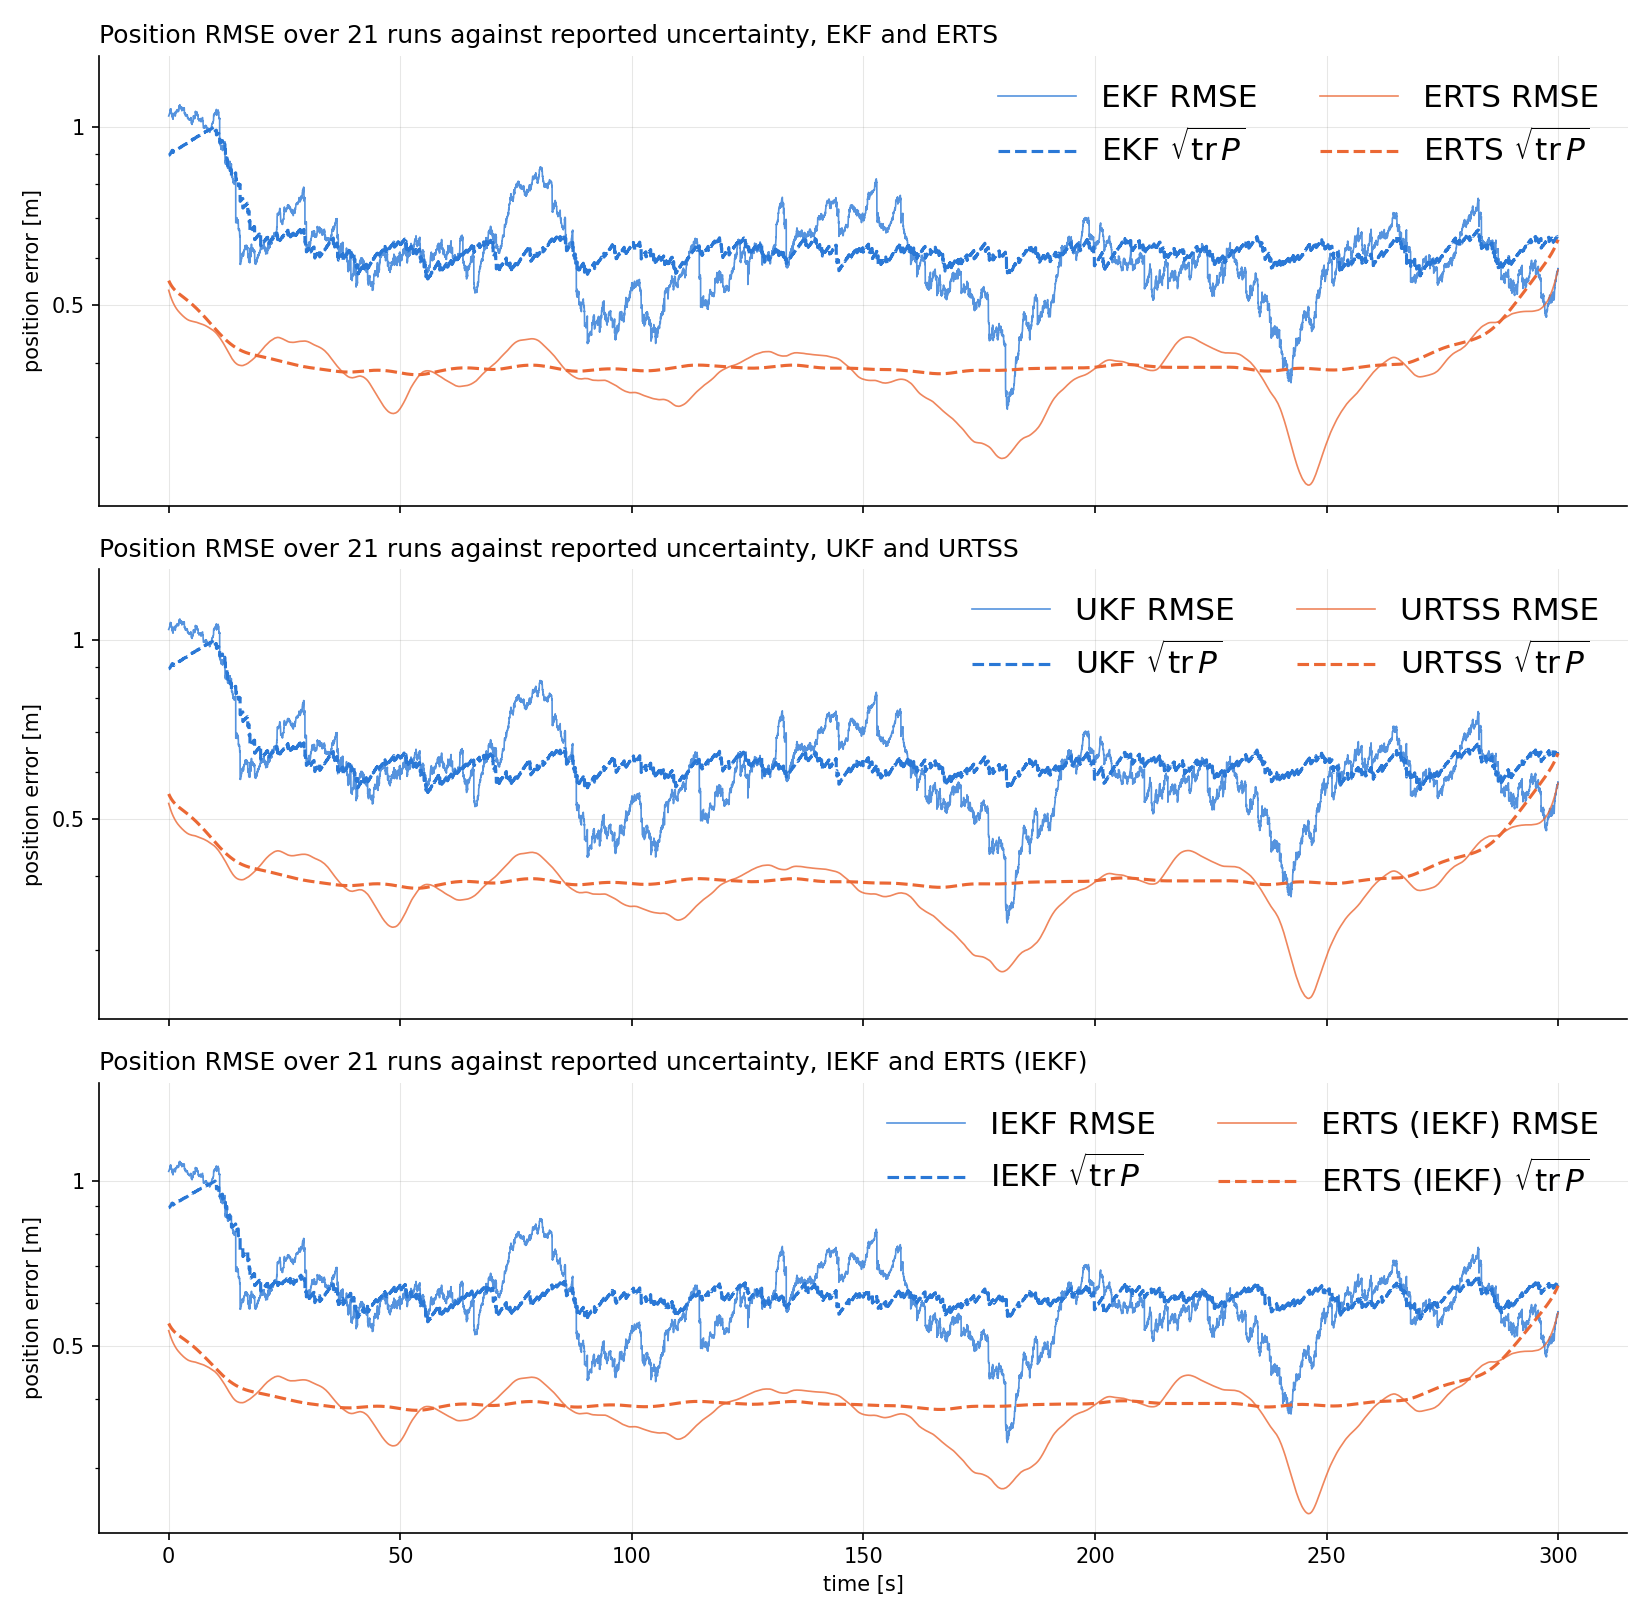 Position RMSE over 21 runs against reported uncertainty, EKF and ERTS
EKF RMSE
ERTS RMSE
EKF √tr P
ERTS √tr P
1
0.5
position error [m]
Position RMSE over 21 runs against reported uncertainty, UKF and URTSS
UKF RMSE
URTSS RMSE
UKF √tr P
URTSS √tr P
1
0.5
position error [m]
Position RMSE over 21 runs against reported uncertainty, IEKF and ERTS (IEKF)
IEKF RMSE
ERTS (IEKF) RMSE
IEKF √tr P
ERTS (IEKF) √tr P
1
0.5
position error [m]
0 50 100 150 200 250 300
time [s]